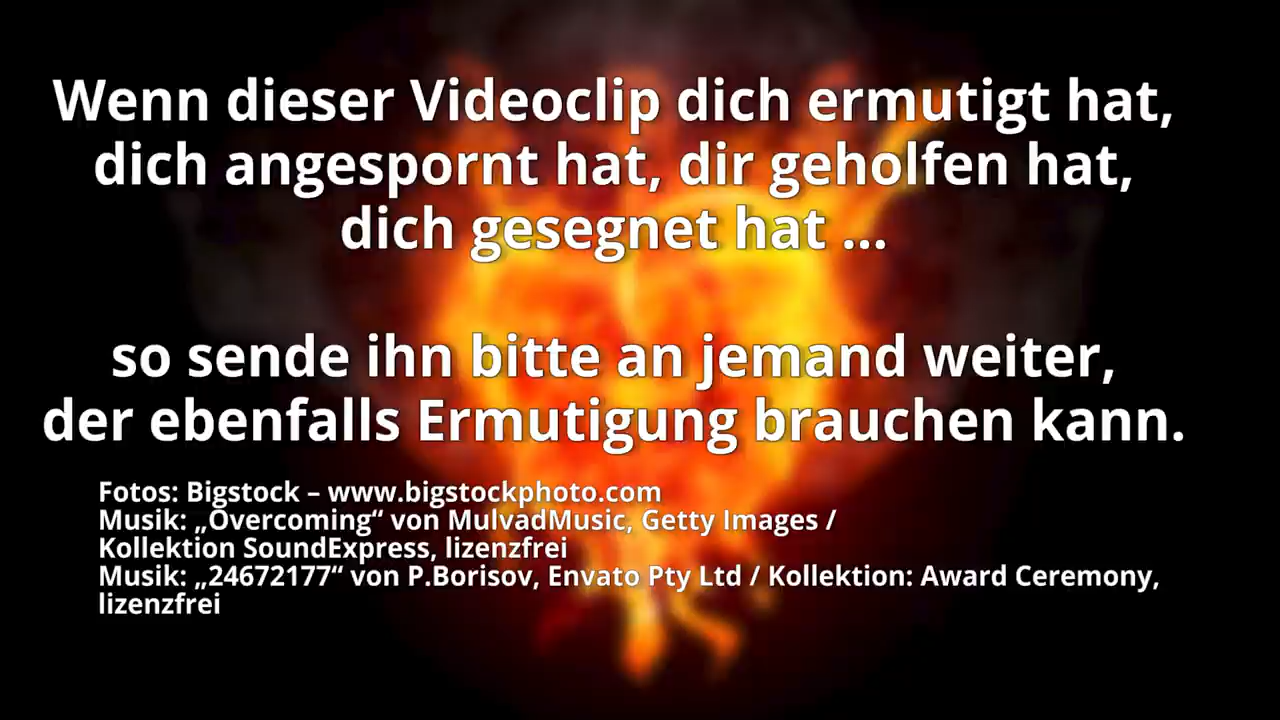 Wenn dieser Videoclip dich ermutigt hat,
dich angespornt hat, dir geholfen hat,
dich gesegnet hat ...
so sende ihn bitte an jemand weiter,
der ebenfalls Ermutigung brauchen kann.
Fotos: Bigstock – www.bigstockphoto.com
Musik: „Overcoming“ von MulvadMusic, Getty Images /
Kollektion SoundExpress, lizenzfrei
Musik: „24672177“ von P.Borisov, Envato Pty Ltd / Kollektion: Award Ceremony,
lizenzfrei